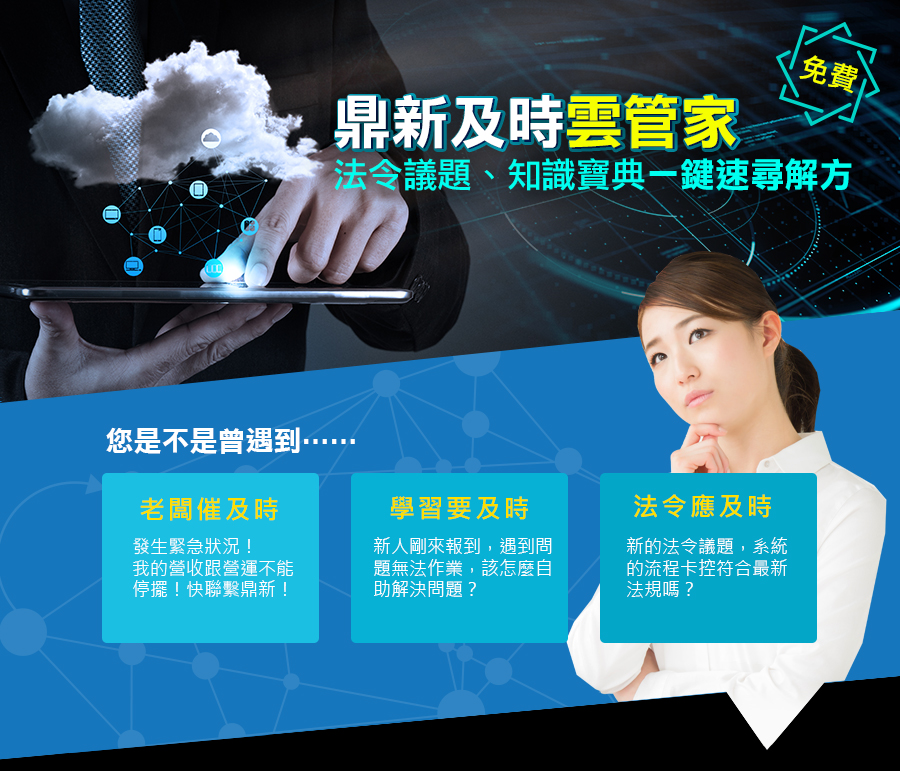 免費
鼎新及時雲管家
法令議題、知識寶典一鍵速尋解方
您是不是曾遇到⋯⋯
老闆催及時
發生緊急狀況！
我的營收跟營運不能
停擺！快聯繫鼎新！
學習要及時
新人剛來報到，遇到問
題無法作業，該怎麼自
助解決問題？
法令應及時
新的法令議題，系統
的流程卡控符合最新
法規嗎？